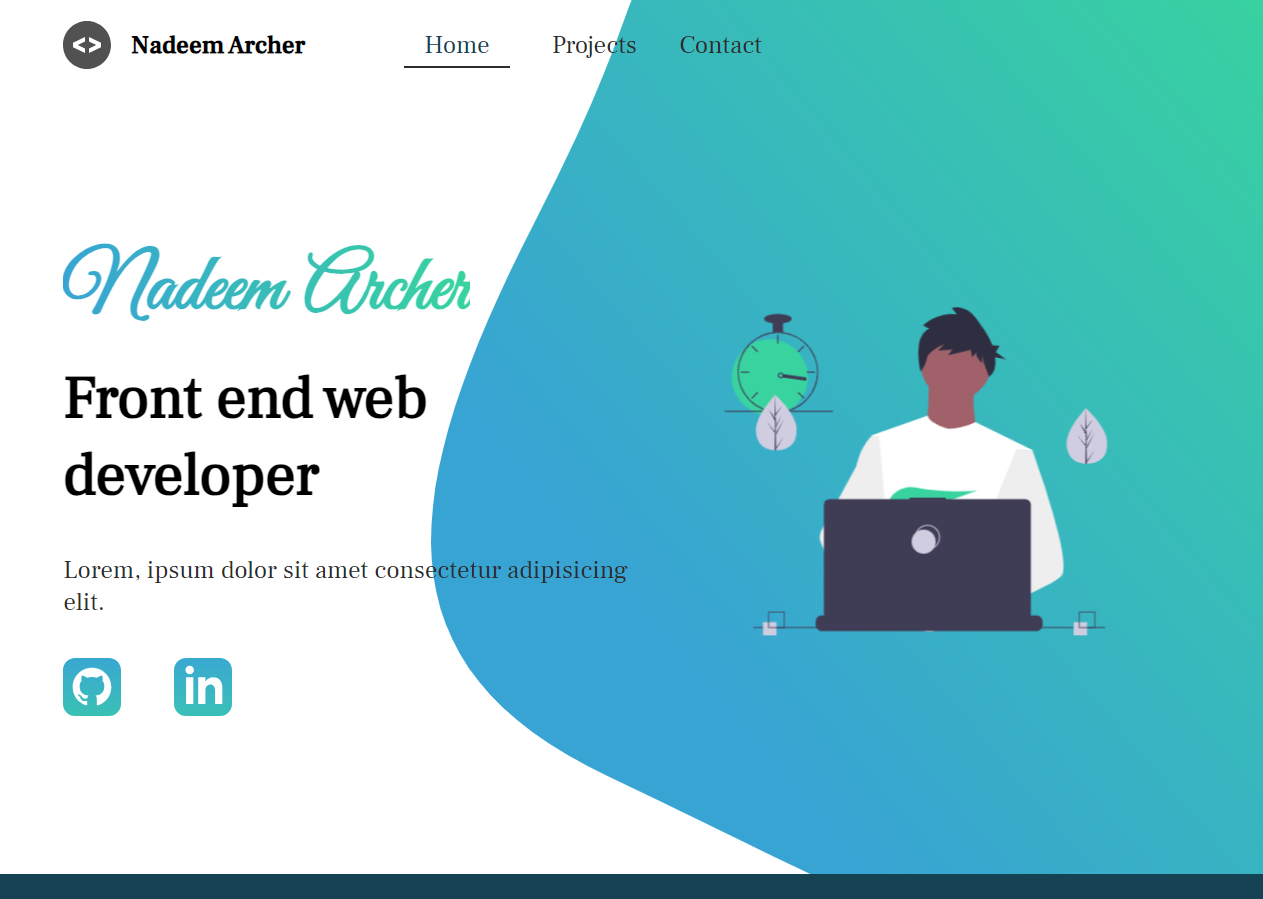 <> Nadeem Archer Home Projects Contact
Nadeem Archer
Front end web
developer
Lorem, ipsum dolor sit amet consectetur adipisicing
elit.
in